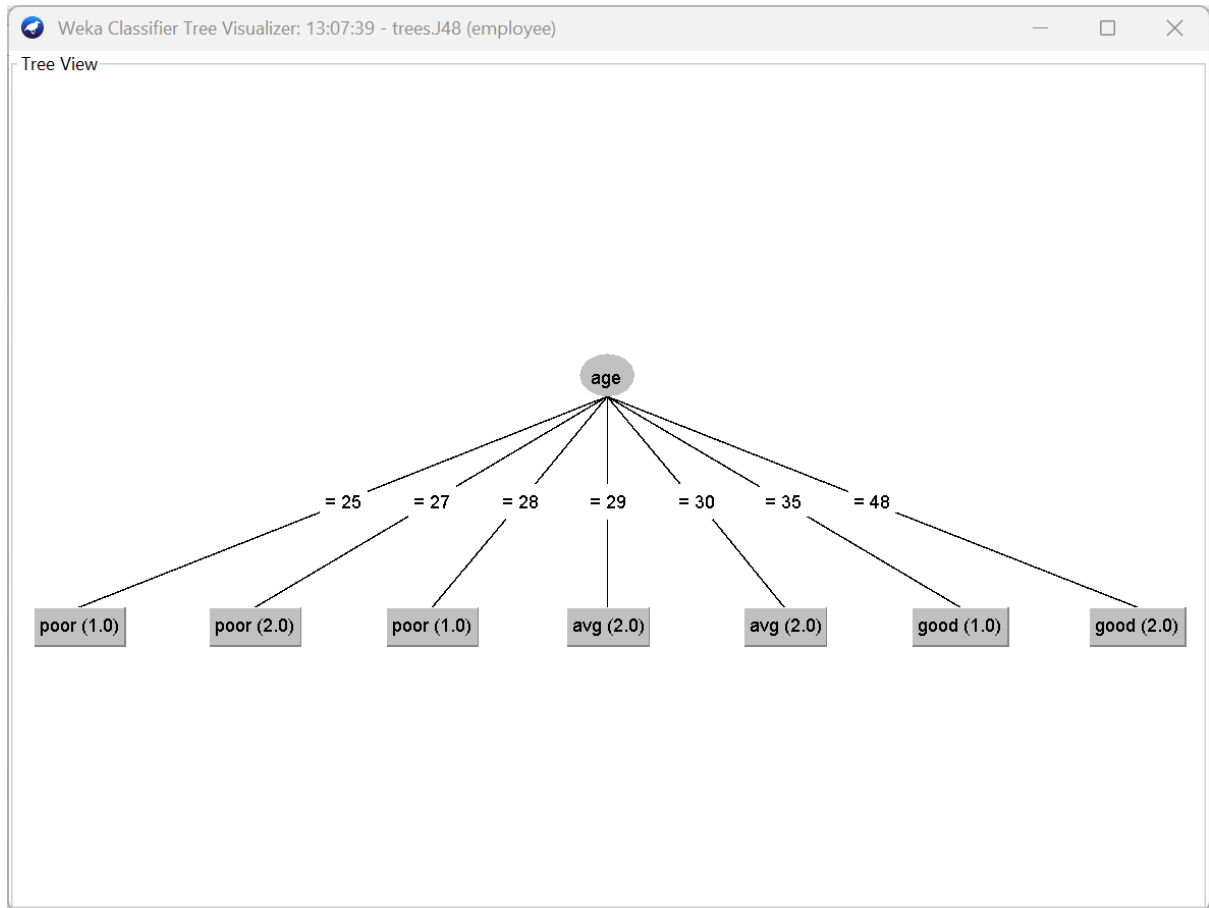 Weka Classifier Tree Visualizer: 13:07:39 - trees.J48 (employee)
Tree View
age
= 25 = 27 = 28 = 29 = 30 = 35 = 48
poor (1.0) poor (2.0) poor (1.0) avg (2.0) avg (2.0) good (1.0) good (2.0)